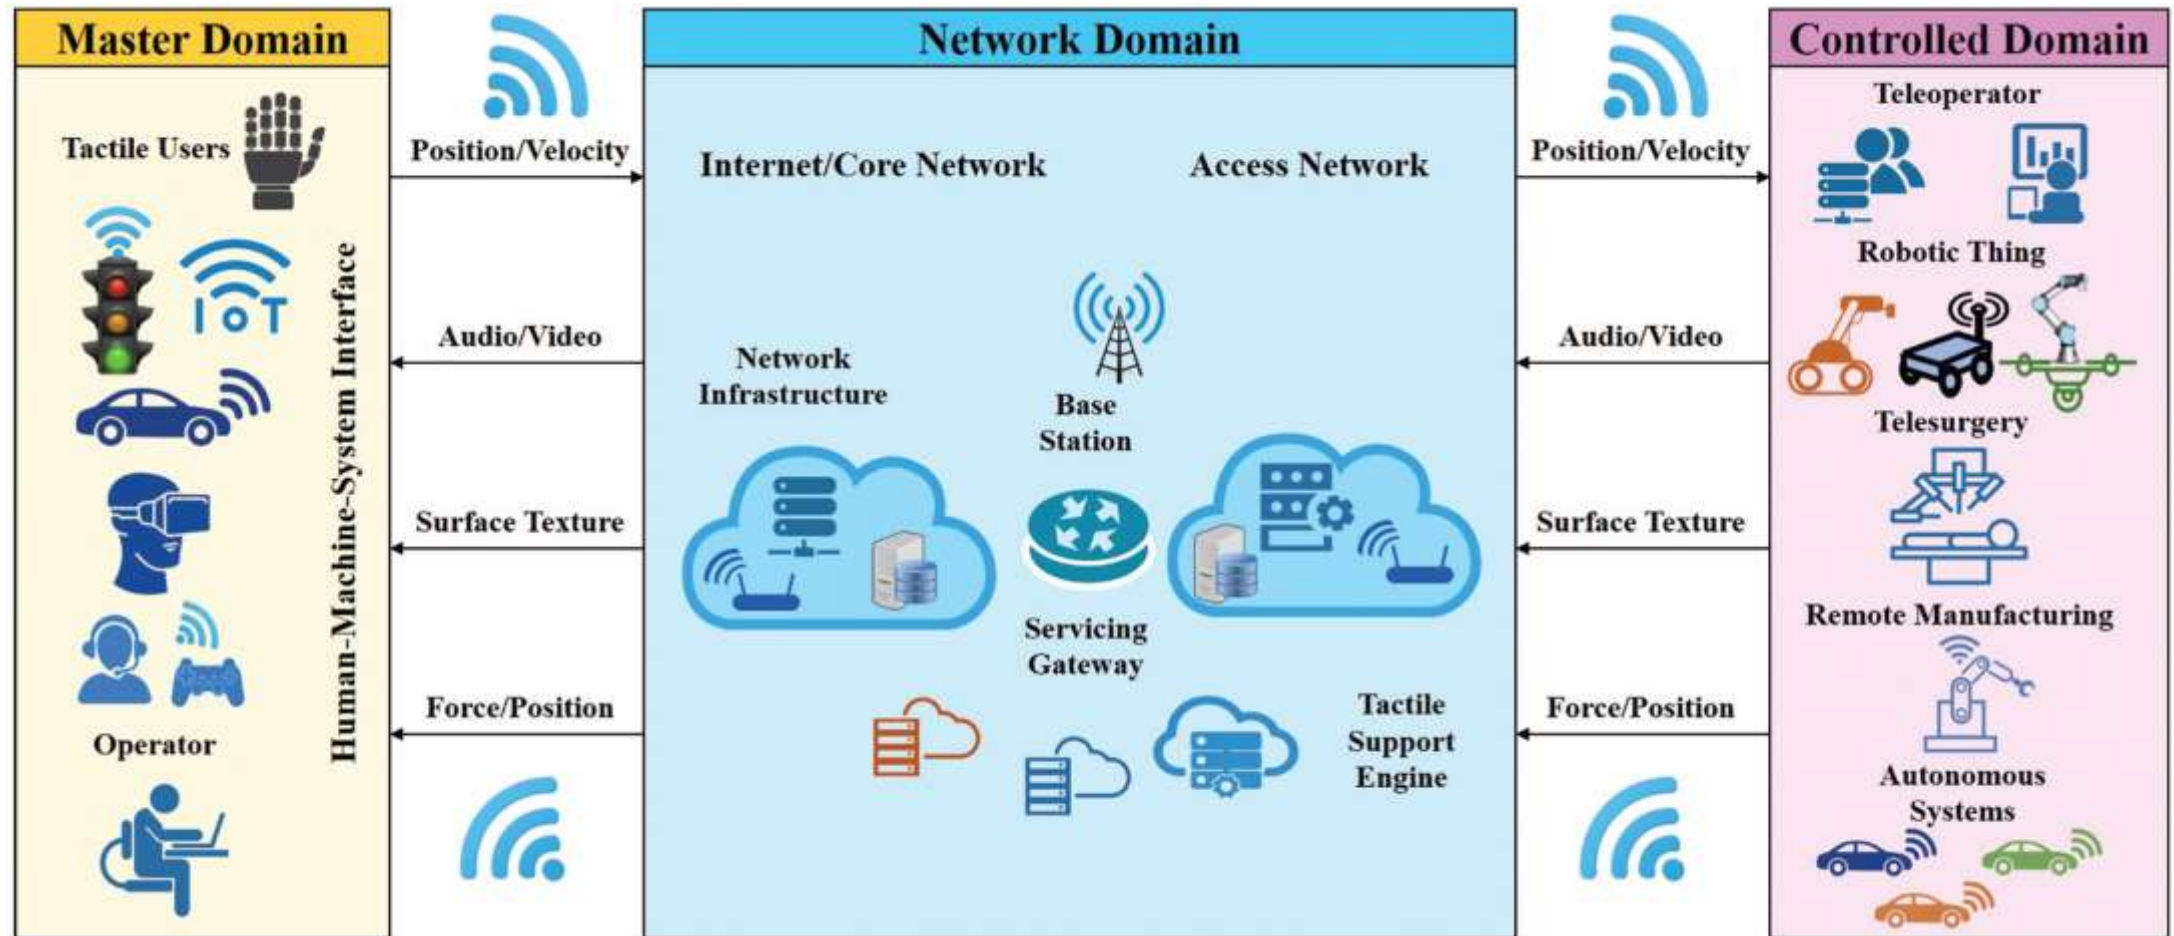 Master Domain
Tactile Users
IoT
Human-Machine-System Interface
Operator
Position/Velocity
Audio/Video
Surface Texture
Force/Position
Network Domain
Internet/Core Network
Access Network
Network
Infrastructure
Base
Station
Servicing
Gateway
Tactile
Support
Engine
Position/Velocity
Audio/Video
Surface Texture
Force/Position
Controlled Domain
Teleoperator
Robotic Thing
Telesurgery
Remote Manufacturing
Autonomous
Systems